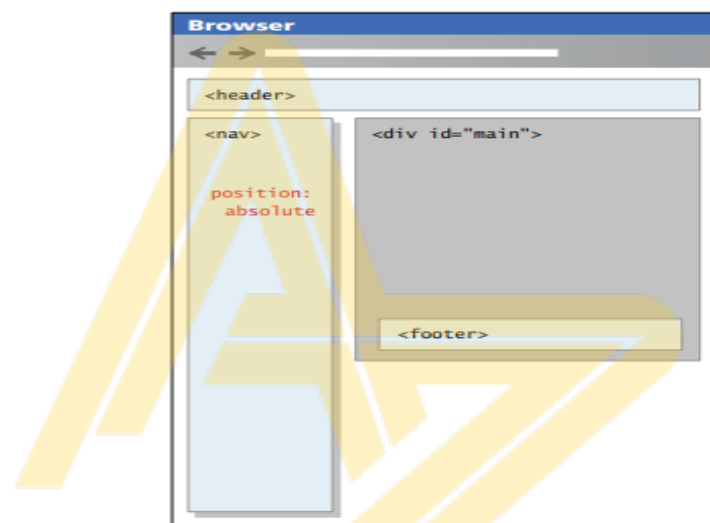 Browser
<header>
<nav>
<div id="main">
position:
absolute
<footer>